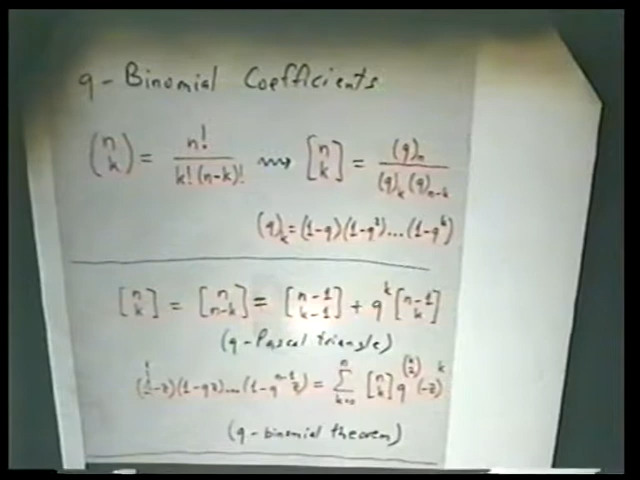 q-Binomial Coefficients
(n k) = n! / k!(n-k)! ⇝ [n k] = (q)_n / (q)_k (q)_{n-k}
(q)_k = (1-q)(1-q²)...(1-q^k)
[n k] = [n n-k] = [n-1 k-1] + q^k [n-1 k]
(q-Pascal triangle)
(1-z)(1-qz)...(1-q^{n-1}z) = Σ_{k=0}^{n} [n k] q^{(k 2)} (-z)^k
(q-binomial theorem)